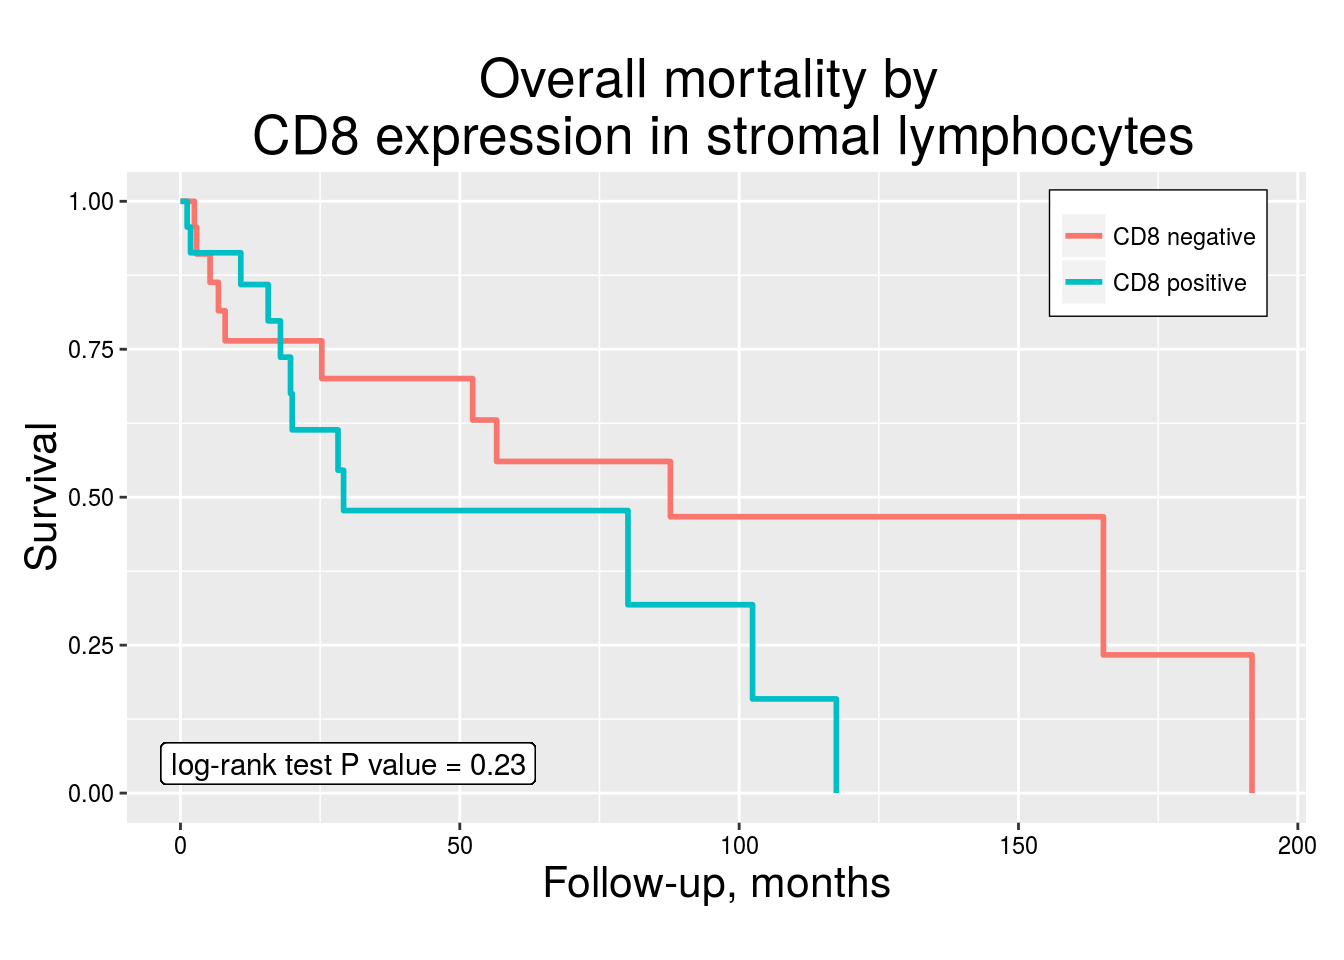 Overall mortality by
CD8 expression in stromal lymphocytes
1.00
0.75
0.50
0.25
0.00
Survival
CD8 negative
CD8 positive
log-rank test P value = 0.23
0 50 100 150 200
Follow-up, months